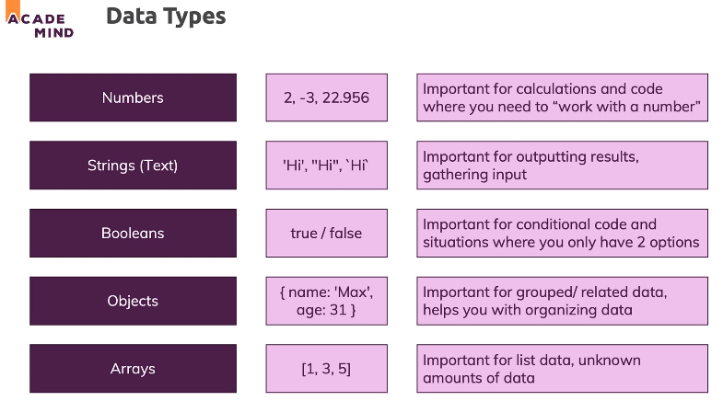 ACADE
MIND
Data Types
Numbers
2, -3, 22.956
Important for calculations and code
where you need to “work with a number”
Strings (Text)
'Hi', "Hi", `Hi`
Important for outputting results,
gathering input
Booleans
true / false
Important for conditional code and
situations where you only have 2 options
Objects
{ name: 'Max',
age: 31 }
Important for grouped/ related data,
helps you with organizing data
Arrays
[1, 3, 5]
Important for list data, unknown
amounts of data